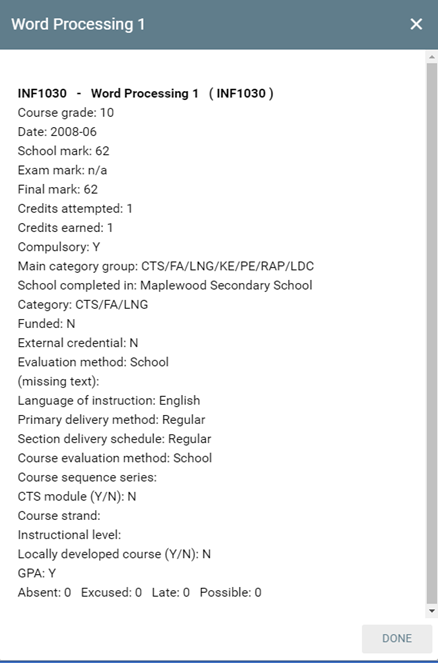 Word Processing 1
INF1030 - Word Processing 1 ( INF1030 )
Course grade: 10
Date: 2008-06
School mark: 62
Exam mark: n/a
Final mark: 62
Credits attempted: 1
Credits earned: 1
Compulsory: Y
Main category group: CTS/FA/LNG/KE/PE/RAP/LDC
School completed in: Maplewood Secondary School
Category: CTS/FA/LNG
Funded: N
External credential: N
Evaluation method: School
(missing text):
Language of instruction: English
Primary delivery method: Regular
Section delivery schedule: Regular
Course evaluation method: School
Course sequence series:
CTS module (Y/N): N
Course strand:
Instructional level:
Locally developed course (Y/N): N
GPA: Y
Absent: 0 Excused: 0 Late: 0 Possible: 0
DONE